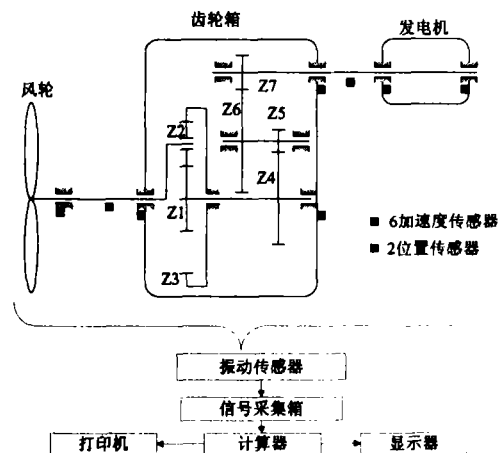 齿轮箱
发电机
风轮
Z7
Z6
Z5
Z2
Z4
Z1
Z3
6加速度传感器
2位置传感器
振动传感器
信号采集箱
打印机
计算器
显示器